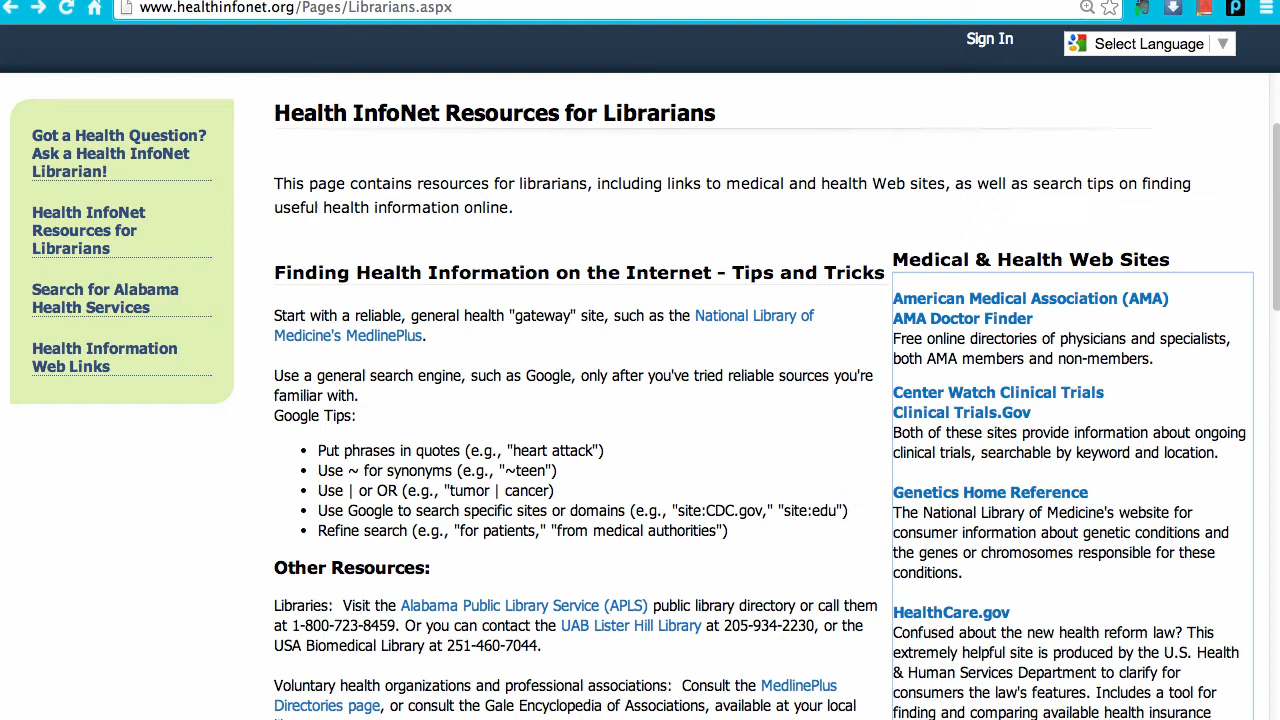 www.healthinfonet.org/Pages/Librarians.aspx
Sign In
Select Language
Got a Health Question?
Ask a Health InfoNet
Librarian!
Health InfoNet
Resources for
Librarians
Search for Alabama
Health Services
Health Information
Web Links
Health InfoNet Resources for Librarians
This page contains resources for librarians, including links to medical and health Web sites, as well as search tips on finding
useful health information online.
Finding Health Information on the Internet - Tips and Tricks
Start with a reliable, general health "gateway" site, such as the National Library of
Medicine's MedlinePlus.
Use a general search engine, such as Google, only after you've tried reliable sources you're
familiar with.
Google Tips:
• Put phrases in quotes (e.g., "heart attack")
• Use ~ for synonyms (e.g., "~teen")
• Use | or OR (e.g., "tumor | cancer)
• Use Google to search specific sites or domains (e.g., "site:CDC.gov," "site:edu")
• Refine search (e.g., "for patients," "from medical authorities")
Other Resources:
Libraries: Visit the Alabama Public Library Service (APLS) public library directory or call them
at 1-800-723-8459. Or you can contact the UAB Lister Hill Library at 205-934-2230, or the
USA Biomedical Library at 251-460-7044.
Voluntary health organizations and professional associations: Consult the MedlinePlus
Directories page, or consult the Gale Encyclopedia of Associations, available at your local
Medical & Health Web Sites
American Medical Association (AMA)
AMA Doctor Finder
Free online directories of physicians and specialists,
both AMA members and non-members.
Center Watch Clinical Trials
Clinical Trials.Gov
Both of these sites provide information about ongoing
clinical trials, searchable by keyword and location.
Genetics Home Reference
The National Library of Medicine's website for
consumer information about genetic conditions and
the genes or chromosomes responsible for these
conditions.
HealthCare.gov
Confused about the new health reform law? This
extremely helpful site is produced by the U.S. Health
& Human Services Department to clarify for
consumers the law's features. Includes a tool for
finding and comparing available health insurance